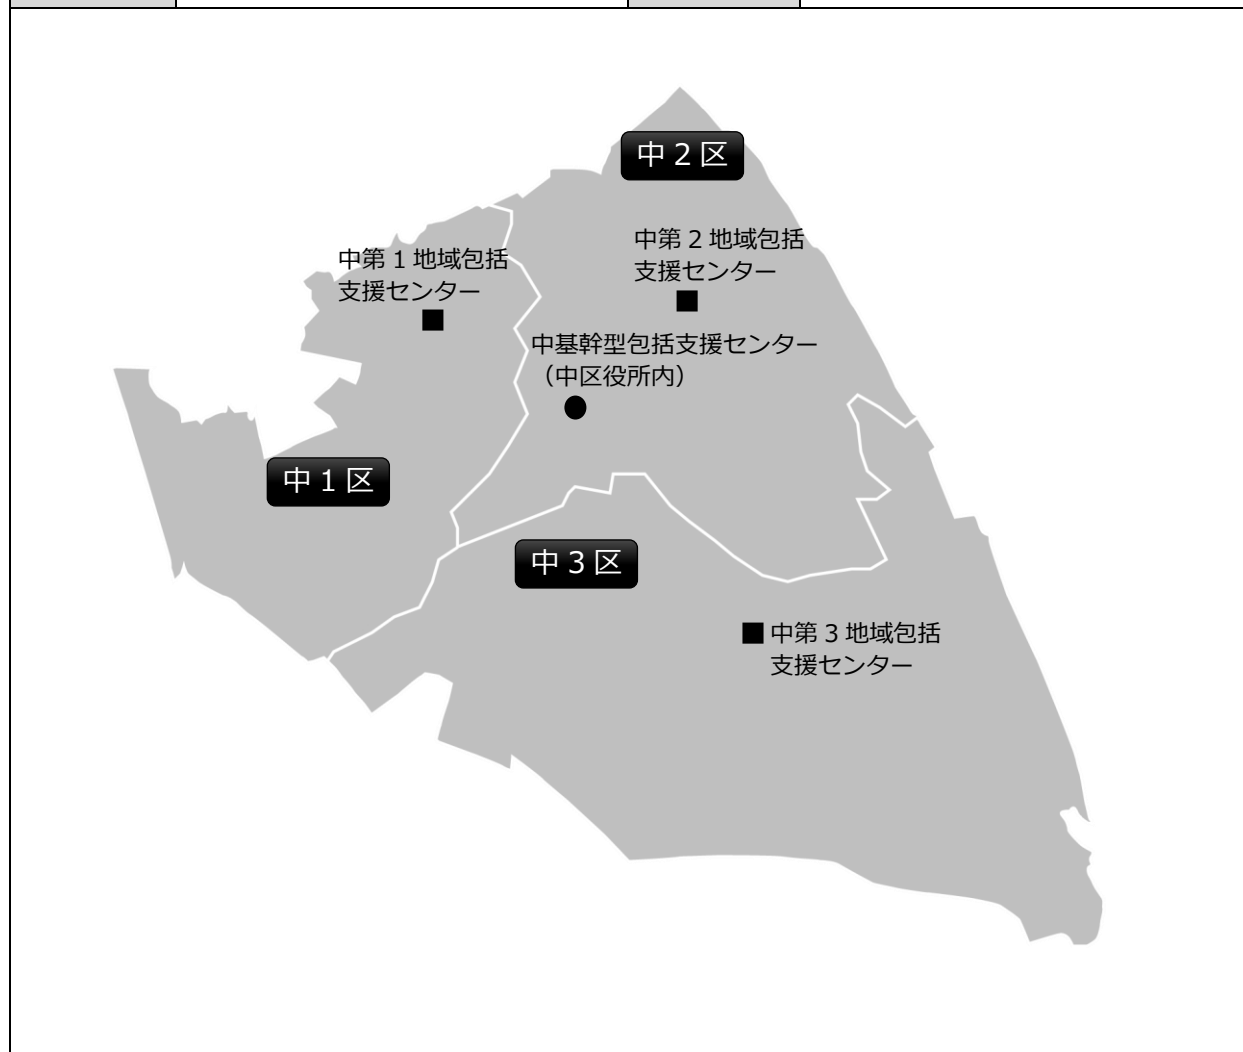 中２区
中第２地域包括
支援センター
中第１地域包括
支援センター
中基幹型包括支援センター
（中区役所内）
中１区
中３区
中第３地域包括
支援センター